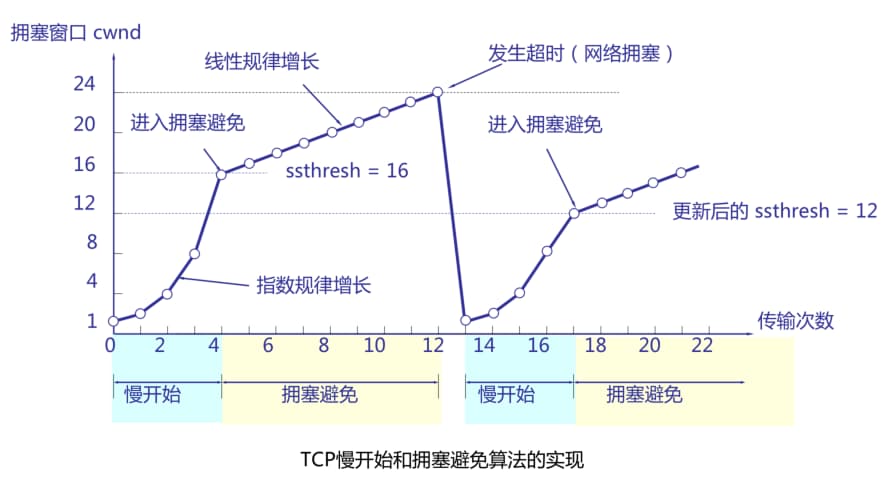 拥塞窗口 cwnd
发生超时（网络拥塞）
线性规律增长
24
20
进入拥塞避免
进入拥塞避免
16
ssthresh = 16
12
更新后的 ssthresh = 12
8
4
指数规律增长
1
传输次数
0 2 4 6 8 10 12 14 16 18 20 22
慢开始 拥塞避免 慢开始 拥塞避免
TCP慢开始和拥塞避免算法的实现